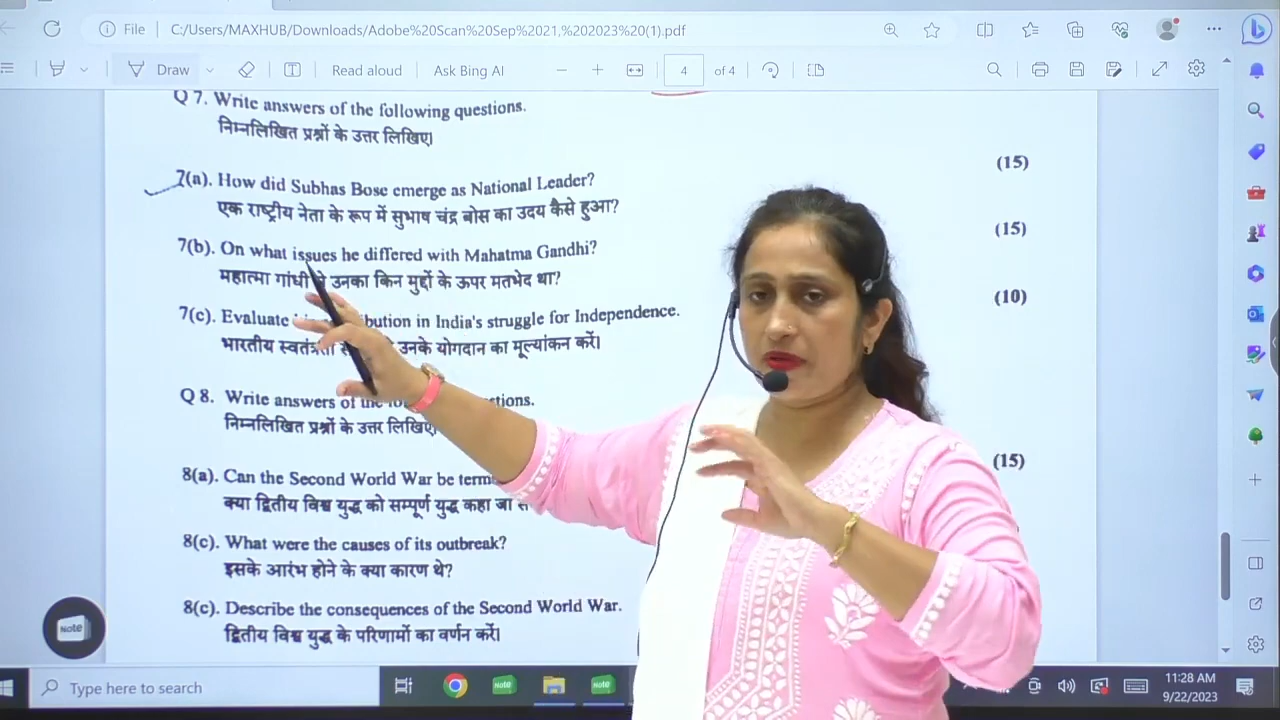 File C:/Users/MAXHUB/Downloads/Adobe%20Scan%20Sep%2021,%202023%20(1).pdf
Draw Read aloud Ask Bing AI 4 of 4
Q 7. Write answers of the following questions.
निम्नलिखित प्रश्नों के उत्तर लिखिए।
7(a). How did Subhas Bose emerge as National Leader? (15)
एक राष्ट्रीय नेता के रूप में सुभाष चंद्र बोस का उदय कैसे हुआ?
7(b). On what issues he differed with Mahatma Gandhi? (15)
महात्मा गांधी उनका किन मुद्दों के ऊपर मतभेद था?
7(c). Evaluate in India's struggle for Independence. (10)
भारतीय उनके योगदान का मूल्यांकन करें।
Q 8. Write answers of the
निम्नलिखित प्रश्नों के उत्तर लिखिए।
8(a). Can the Second World War be (15)
क्या द्वितीय विश्व युद्ध को सम्पूर्ण युद्ध कहा जा
8(c). What were the causes of its outbreak?
इसके आरंभ होने के क्या कारण थे?
8(c). Describe the consequences of the Second World War.
द्वितीय विश्व युद्ध के परिणामों का वर्णन करें।
Note
Type here to search Note Note 11:28 AM
9/22/2023